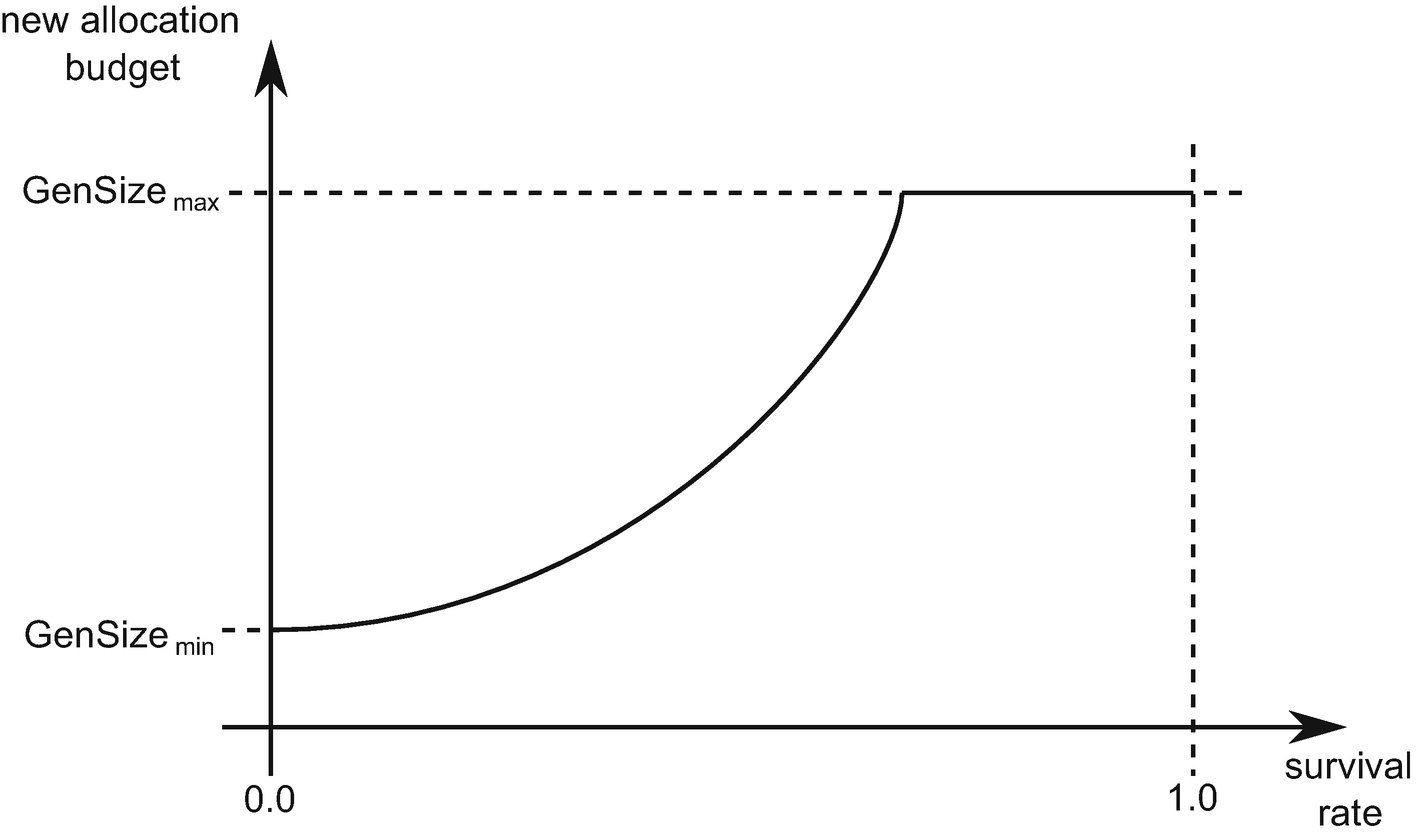 new allocation
budget
GenSize max
GenSize min
0.0
1.0
survival
rate